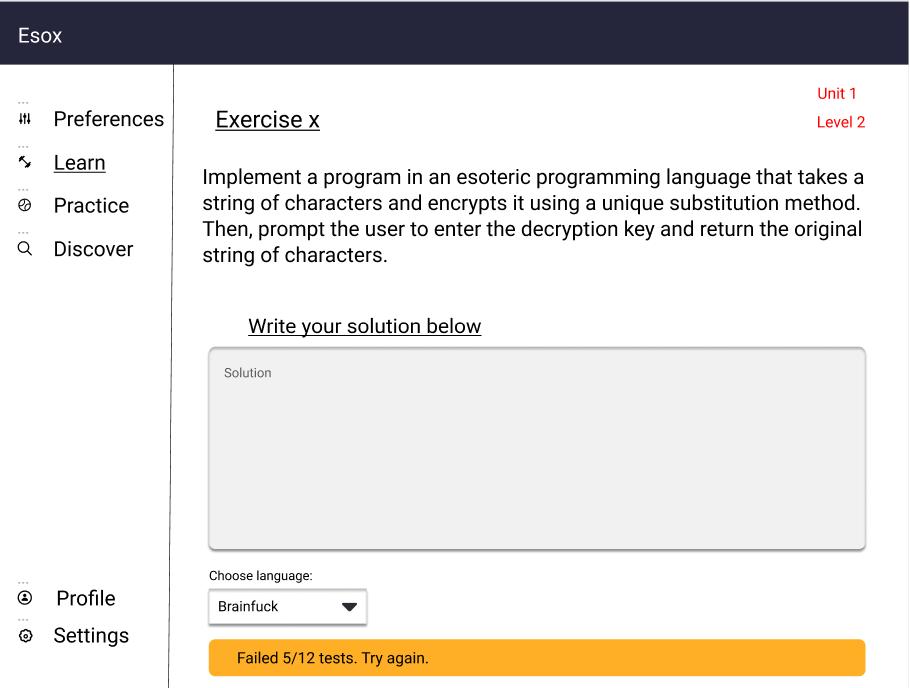 Esox
Preferences
Learn
Practice
Discover
Profile
Settings
Unit 1
Level 2
Exercise x
Implement a program in an esoteric programming language that takes a
string of characters and encrypts it using a unique substitution method.
Then, prompt the user to enter the decryption key and return the original
string of characters.
Write your solution below
Solution
Choose language:
Brainfuck
Failed 5/12 tests. Try again.